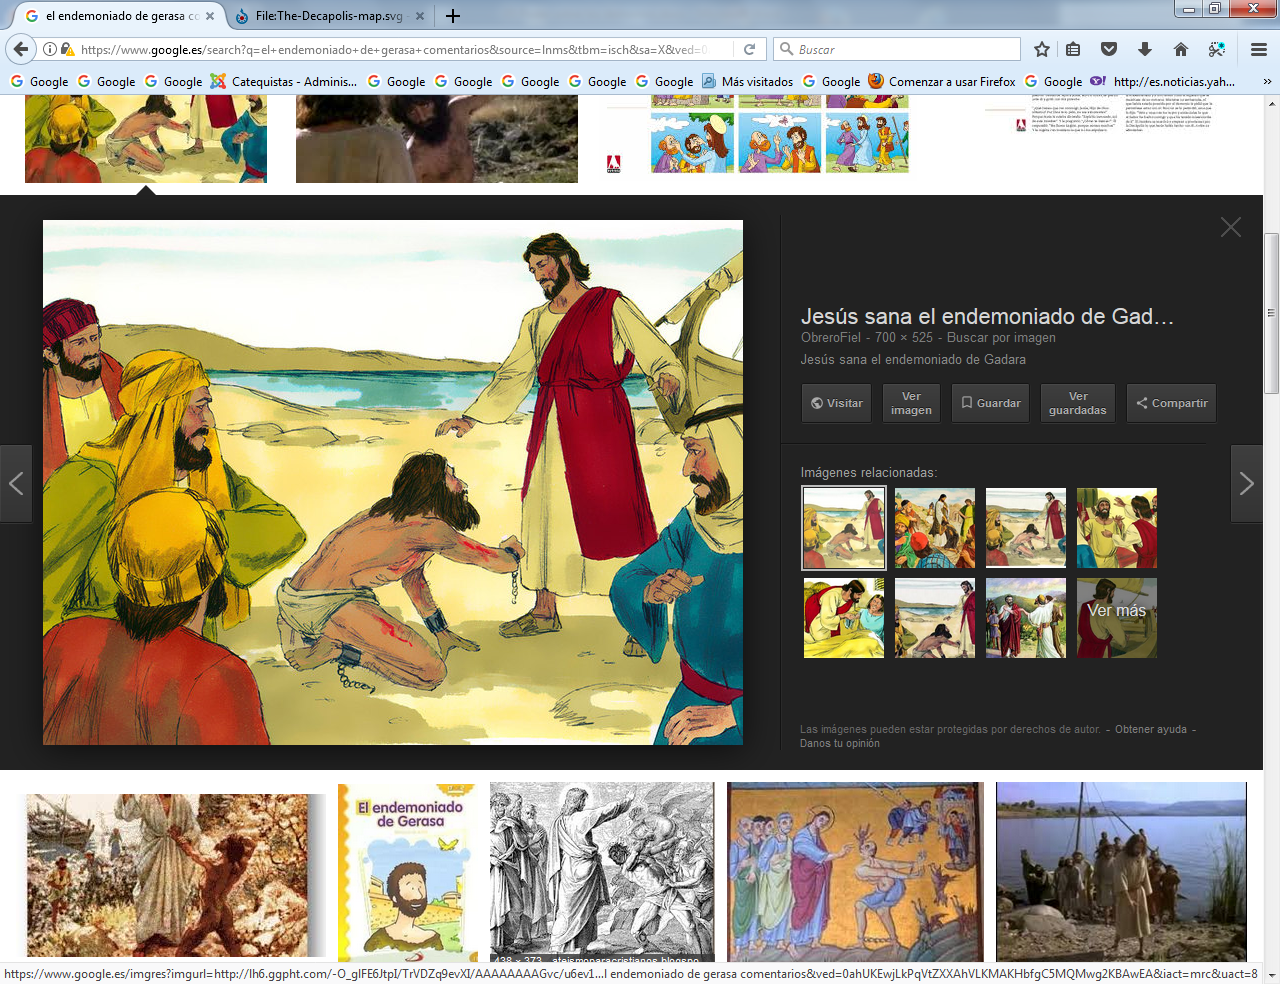 el endemoniado de gerasa co
File:The-Decapolis-map.svg -
https://www.google.es/search?q=el+endemoniado+de+gerasa+comentarios&source=lnms&tbm=isch&sa=X&ved=0
Buscar
Google
Google
Google
Catequistas - Adminis...
Google
Google
Google
Google
Google
Más visitados
Google
Comenzar a usar Firefox
Google
http://es.noticias.yah...
»
Jesús sana el endemoniado de Gad...
ObreroFiel - 700 × 525 - Buscar por imagen
Jesús sana el endemoniado de Gadara
Visitar
Ver imagen
Guardar
Ver guardadas
Compartir
Imágenes relacionadas:
Ver más
Las imágenes pueden estar protegidas por derechos de autor. - Obtener ayuda -
Danos tu opinión
El endemoniado
de Gerasa
438 × 373 - ateismoparacristianos.blogspo
https://www.google.es/imgres?imgurl=http://lh6.ggpht.com/-O_gIFE6JtpI/TrVDZq9evXI/AAAAAAAAGvc/u6ev1...l endemoniado de gerasa comentarios&ved=0ahUKEwjLkPqVtZXXAhVLKMAKHbfgC5MQMwg2KBAwEA&iact=mrc&uact=8